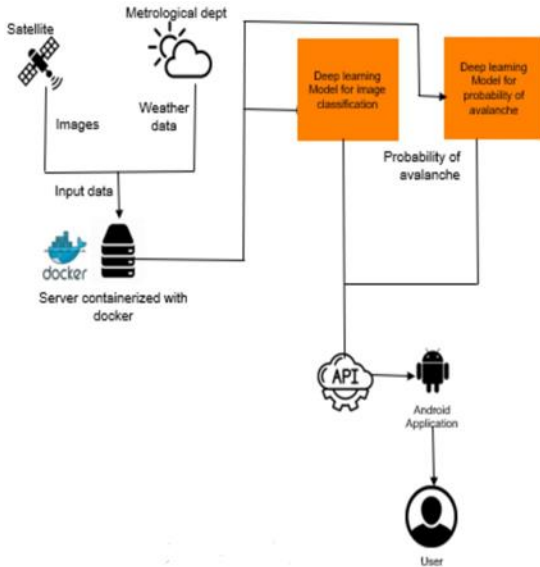 Satellite
Metrological dept
Images
Weather
data
Input data
docker
Server containerized with
docker
Deep learning
Model for image
classification
Deep learning
Model for
probability of
avalanche
Probability of
avalanche
API
Android
Application
User